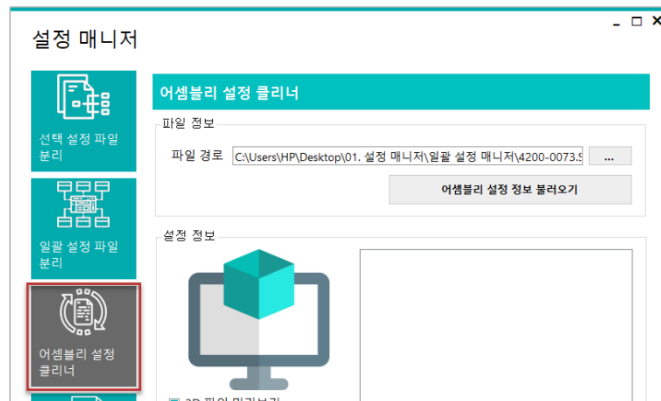 설정 매니저
선택 설정 파일
분리
일괄 설정 파일
분리
어셈블리 설정
클리너
어셈블리 설정 클리너
파일 정보
파일 경로 C:\Users\HP\Desktop\01. 설정 매니저\일괄 설정 매니저\4200-0073.S ...
어셈블리 설정 정보 불러오기
설정 정보